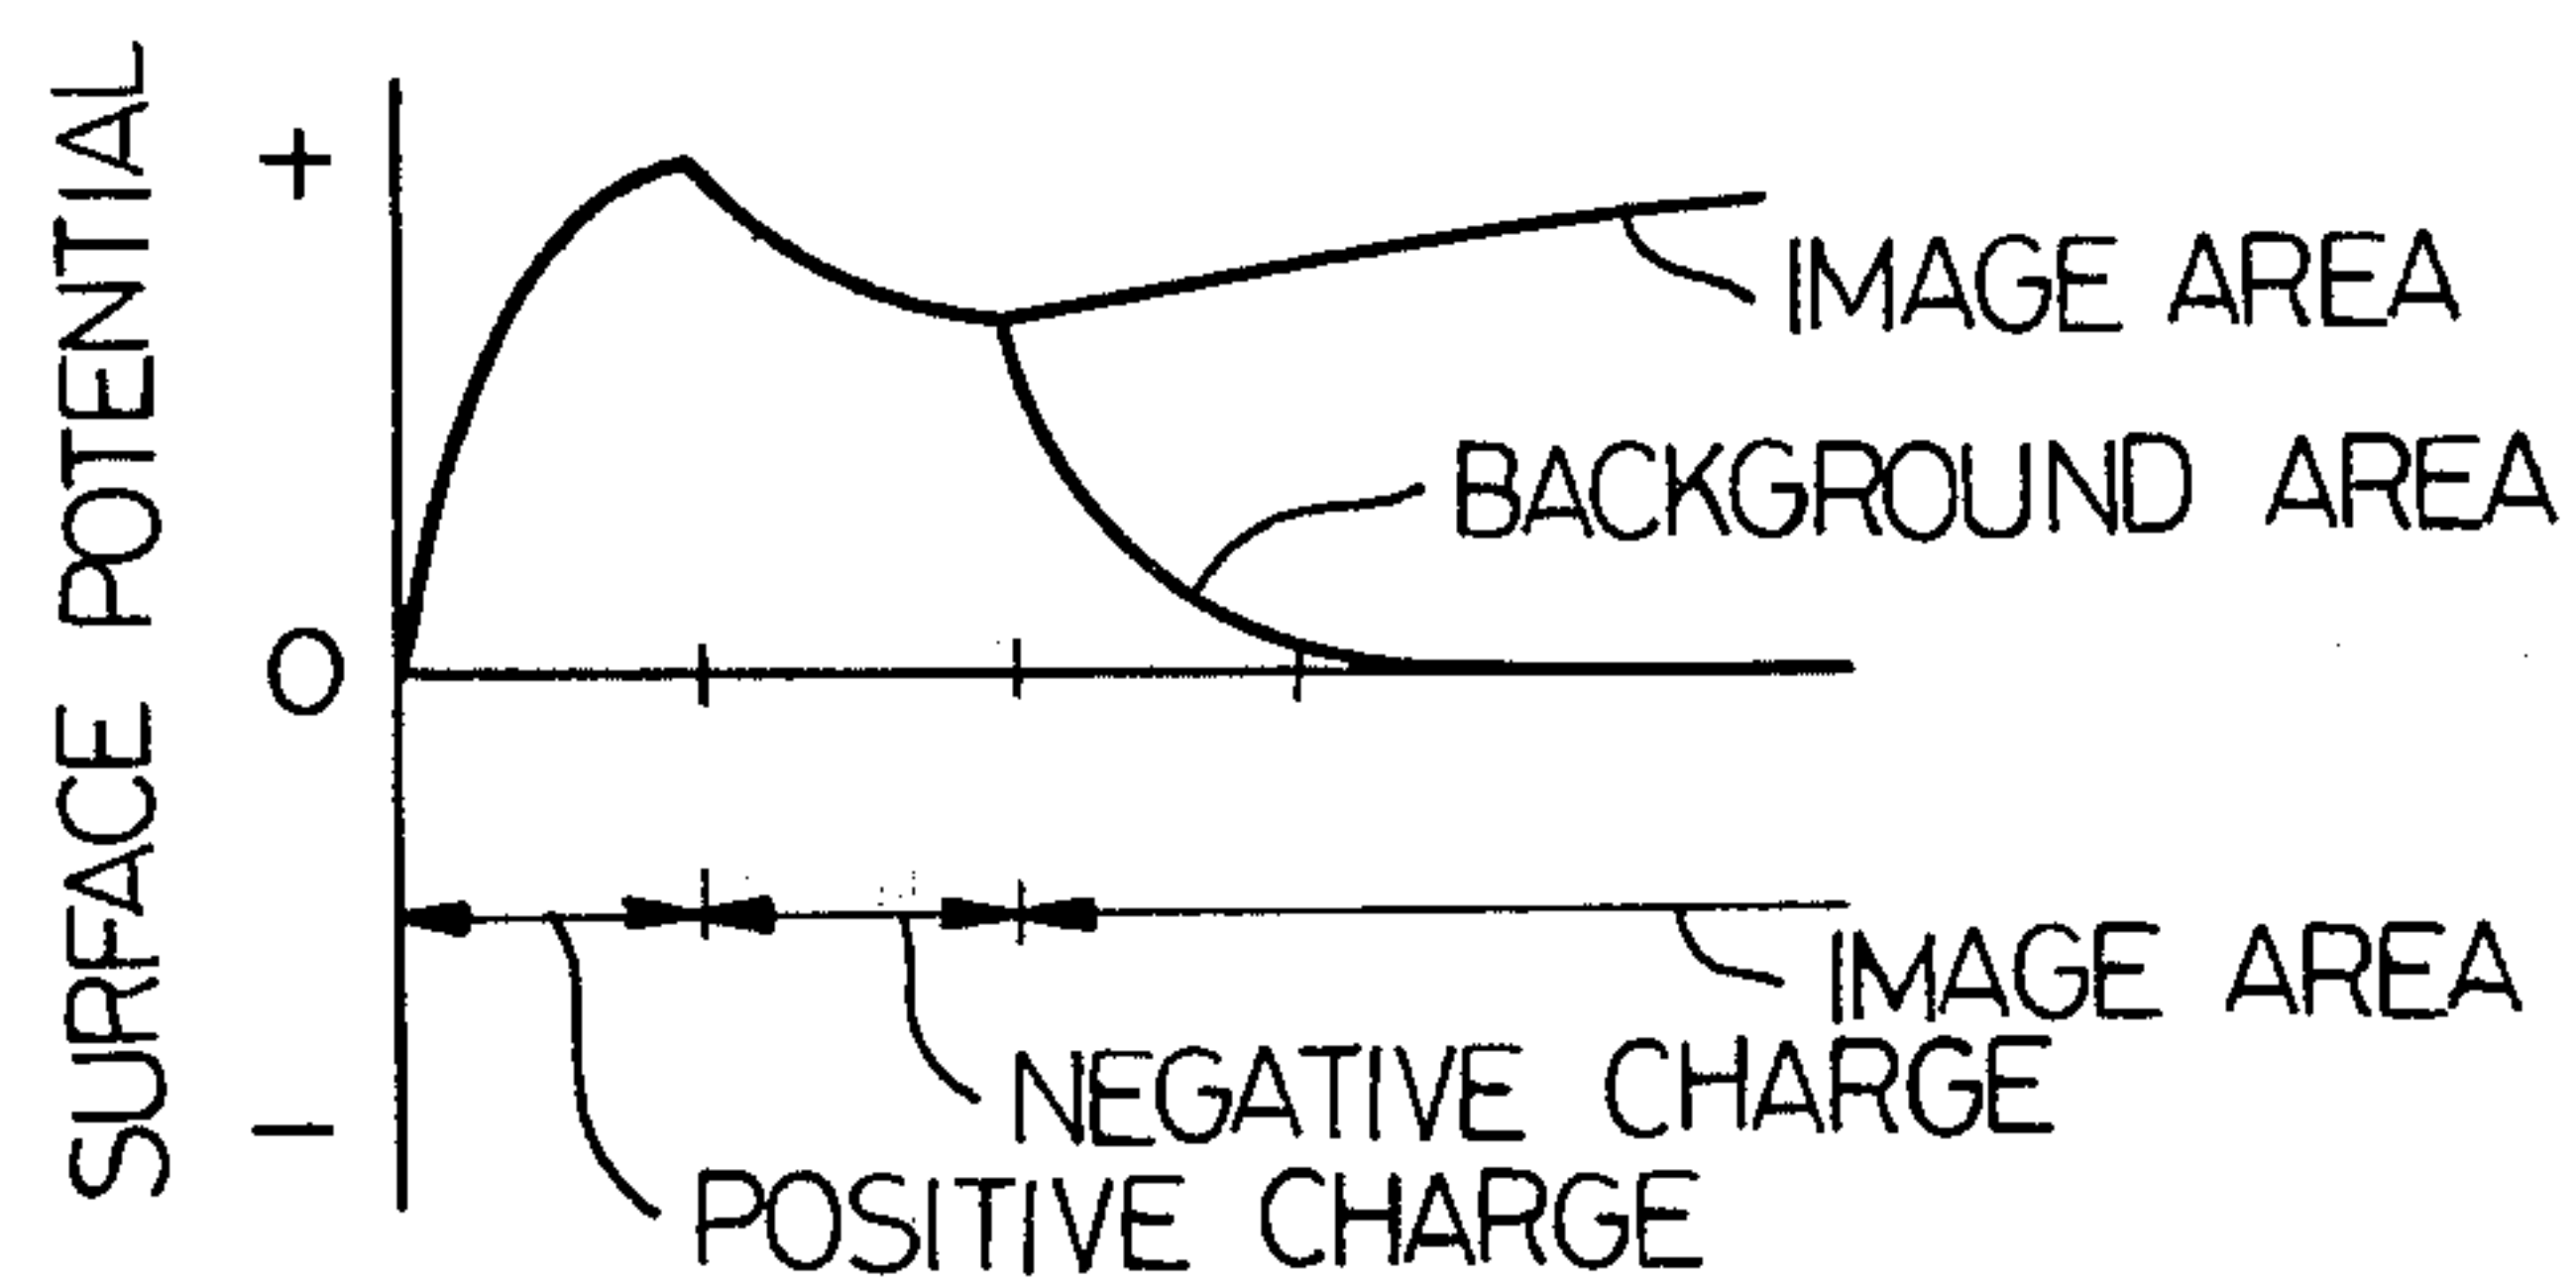 SURFACE POTENTIAL
+
IMAGE AREA
BACKGROUND AREA
O
IMAGE AREA
NEGATIVE CHARGE
−
POSITIVE CHARGE